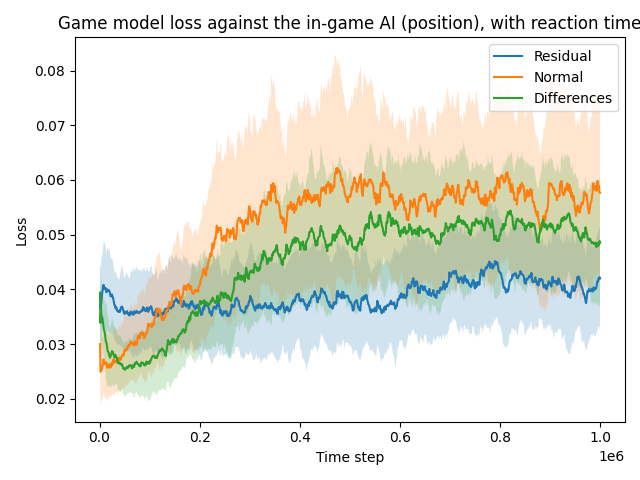 Game model loss against the in-game AI (position), with reaction time
Residual
Normal
Differences
Loss
0.08
0.07
0.06
0.05
0.04
0.03
0.02
0.0 0.2 0.4 0.6 0.8 1.0
1e6
Time step